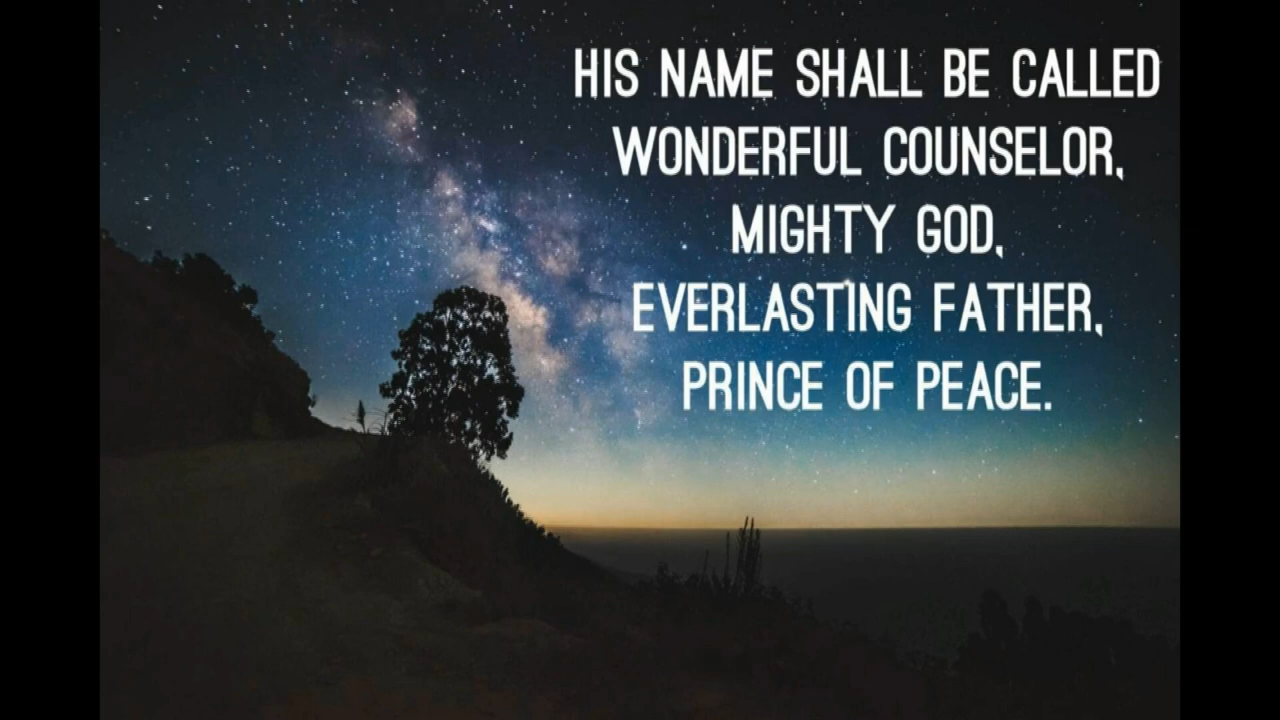 HIS NAME SHALL BE CALLED
WONDERFUL COUNSELOR,
MIGHTY GOD,
EVERLASTING FATHER,
PRINCE OF PEACE.